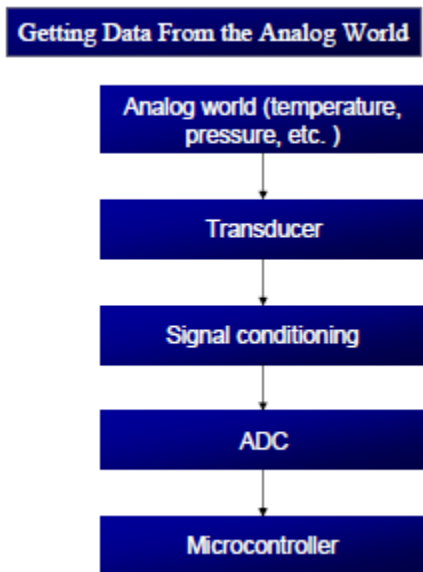 Getting Data From the Analog World
Analog world (temperature,
pressure, etc. )
Transducer
Signal conditioning
ADC
Microcontroller